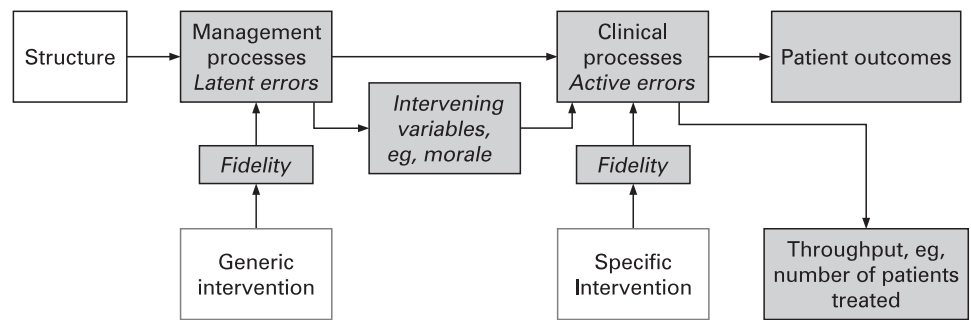 Structure
Management
processes
Latent errors
Clinical
processes
Active errors
Patient outcomes
Intervening
variables,
eg, morale
Fidelity
Fidelity
Generic
intervention
Specific
Intervention
Throughput, eg,
number of patients
treated